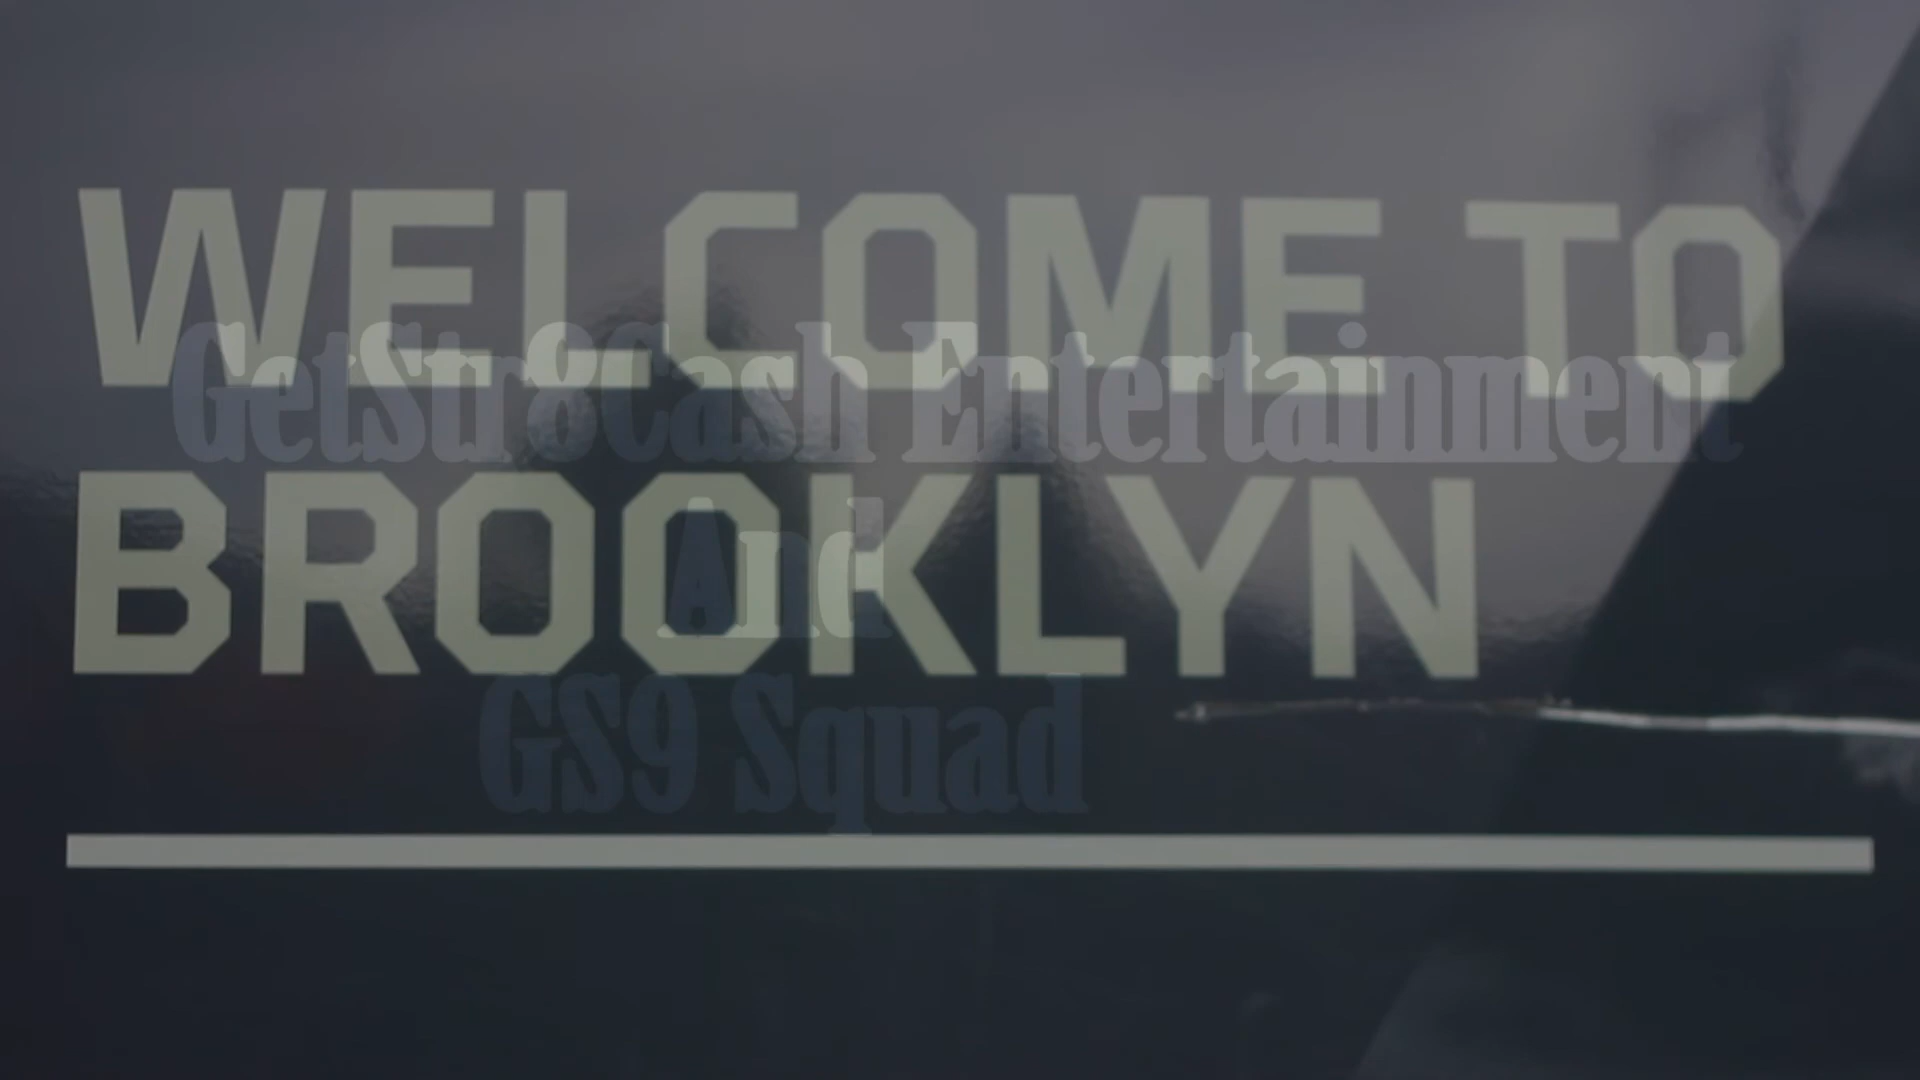 WELCOME TO
GetStr8Cash Entertainment
BROOKLYN
And
GS9 Squad